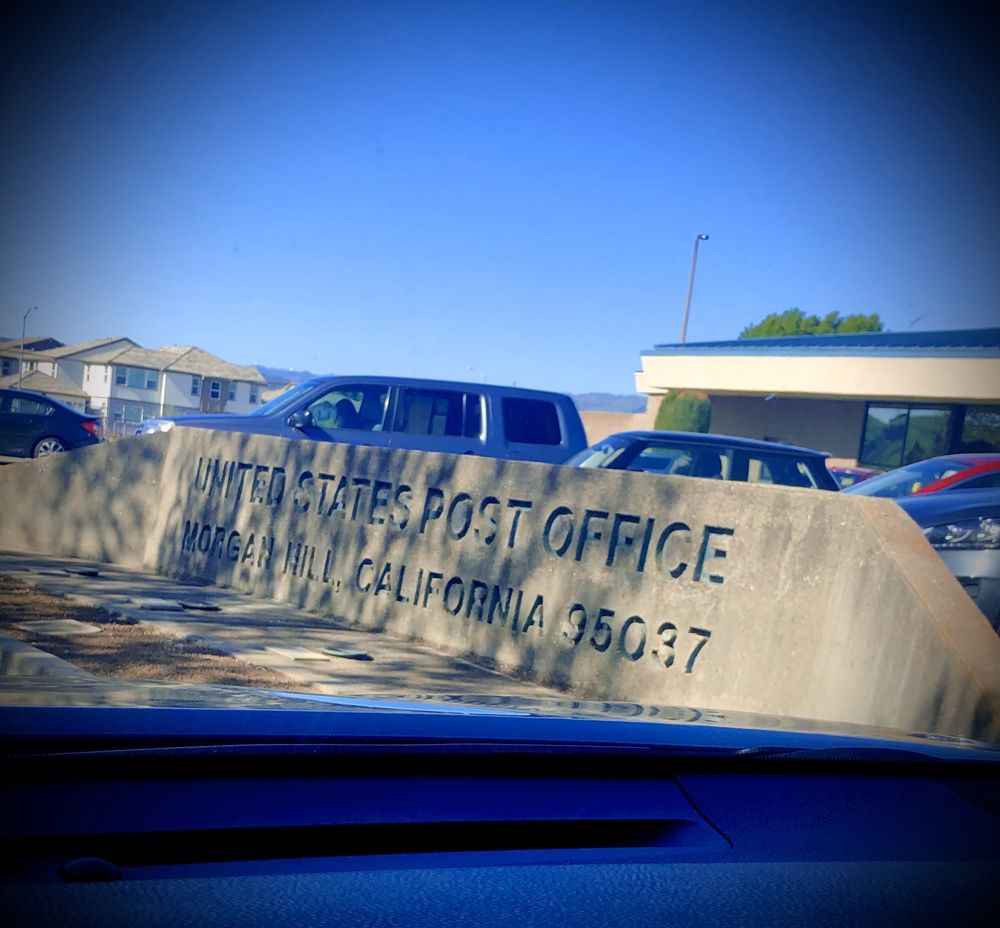 UNITED STATES POST OFFICE
MORGAN HILL, CALIFORNIA 95037